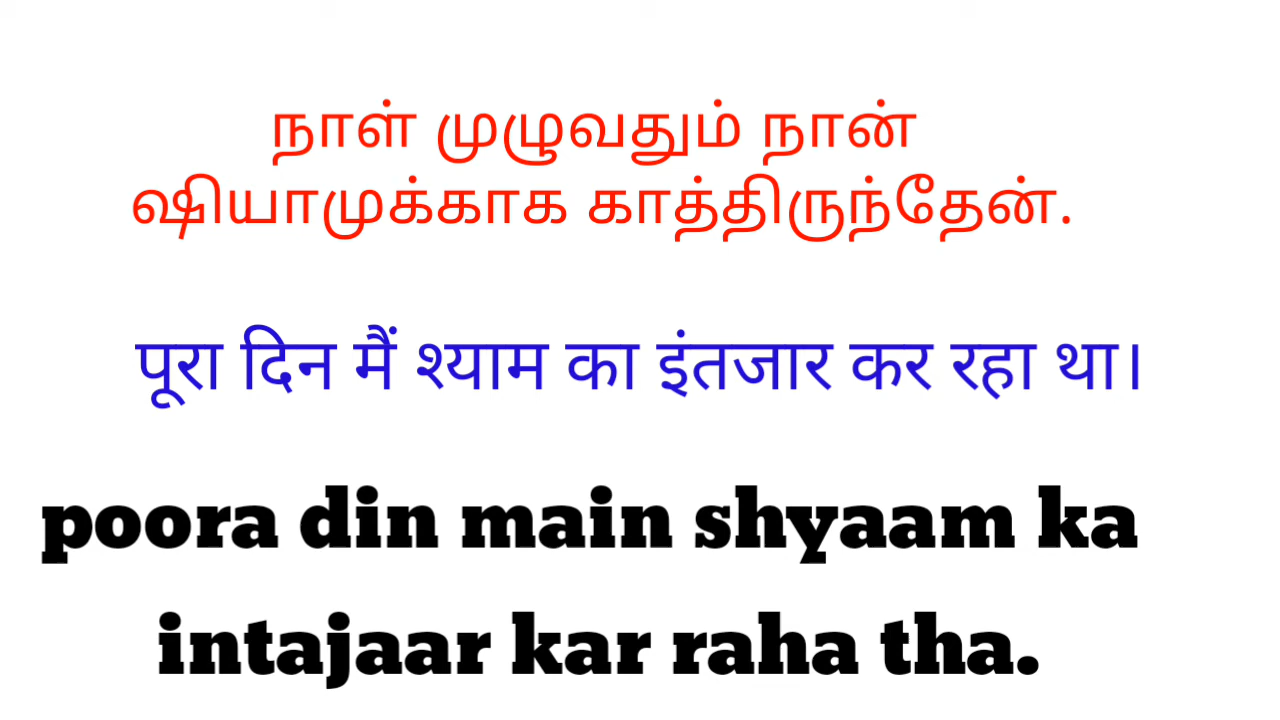 நாள் முழுவதும் நான்
ஷியாமுக்காக காத்திருந்தேன்.
पूरा दिन मैं श्याम का इंतजार कर रहा था।
poora din main shyaam ka
intajaar kar raha tha.